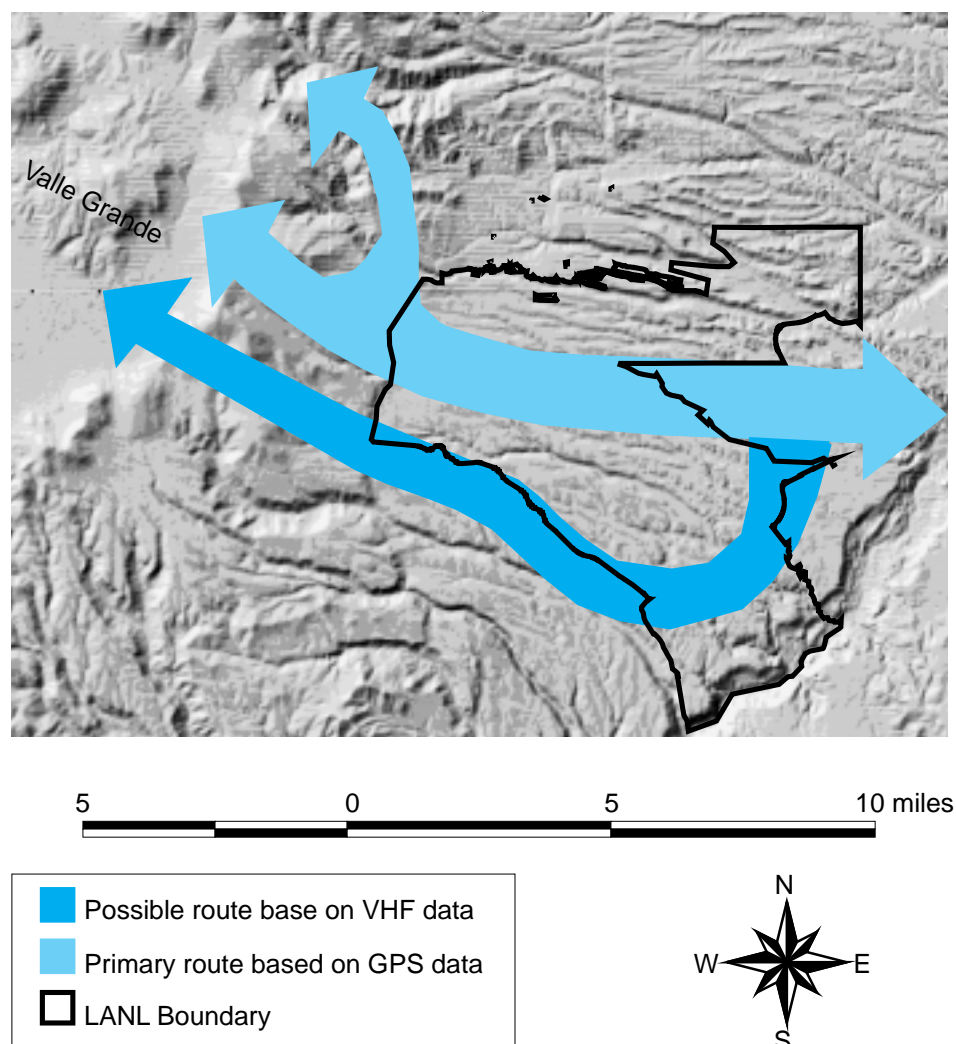 Valle Grande
5 0 5 10 miles
Possible route base on VHF data
Primary route based on GPS data
LANL Boundary
N
W E
S